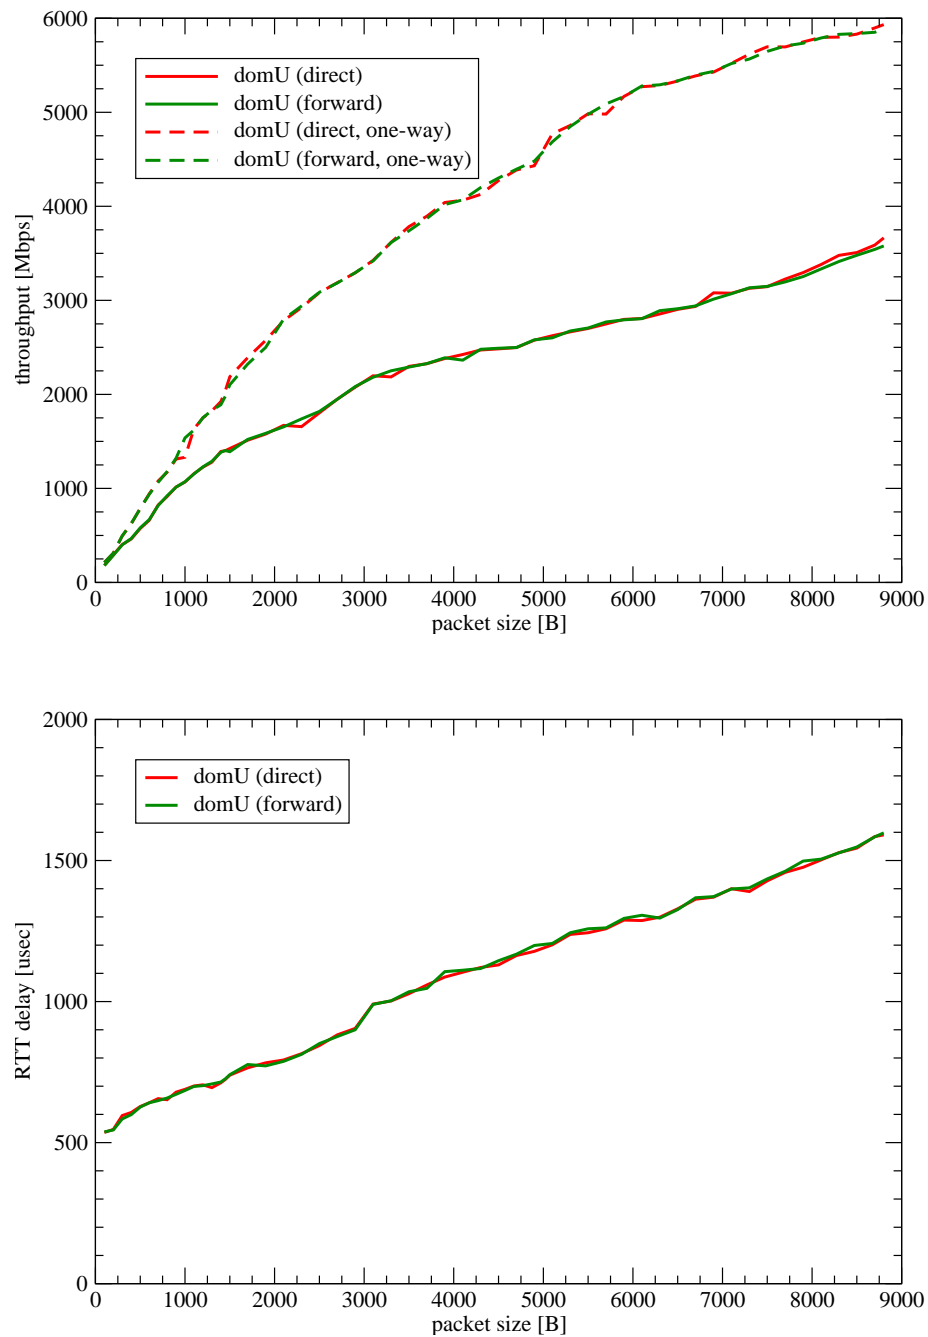 6000
5000
4000
3000
2000
1000
0
throughput [Mbps]
domU (direct)
domU (forward)
domU (direct, one-way)
domU (forward, one-way)
0 1000 2000 3000 4000 5000 6000 7000 8000 9000
packet size [B]
2000
1500
1000
500
0
RTT delay [usec]
domU (direct)
domU (forward)
0 1000 2000 3000 4000 5000 6000 7000 8000 9000
packet size [B]